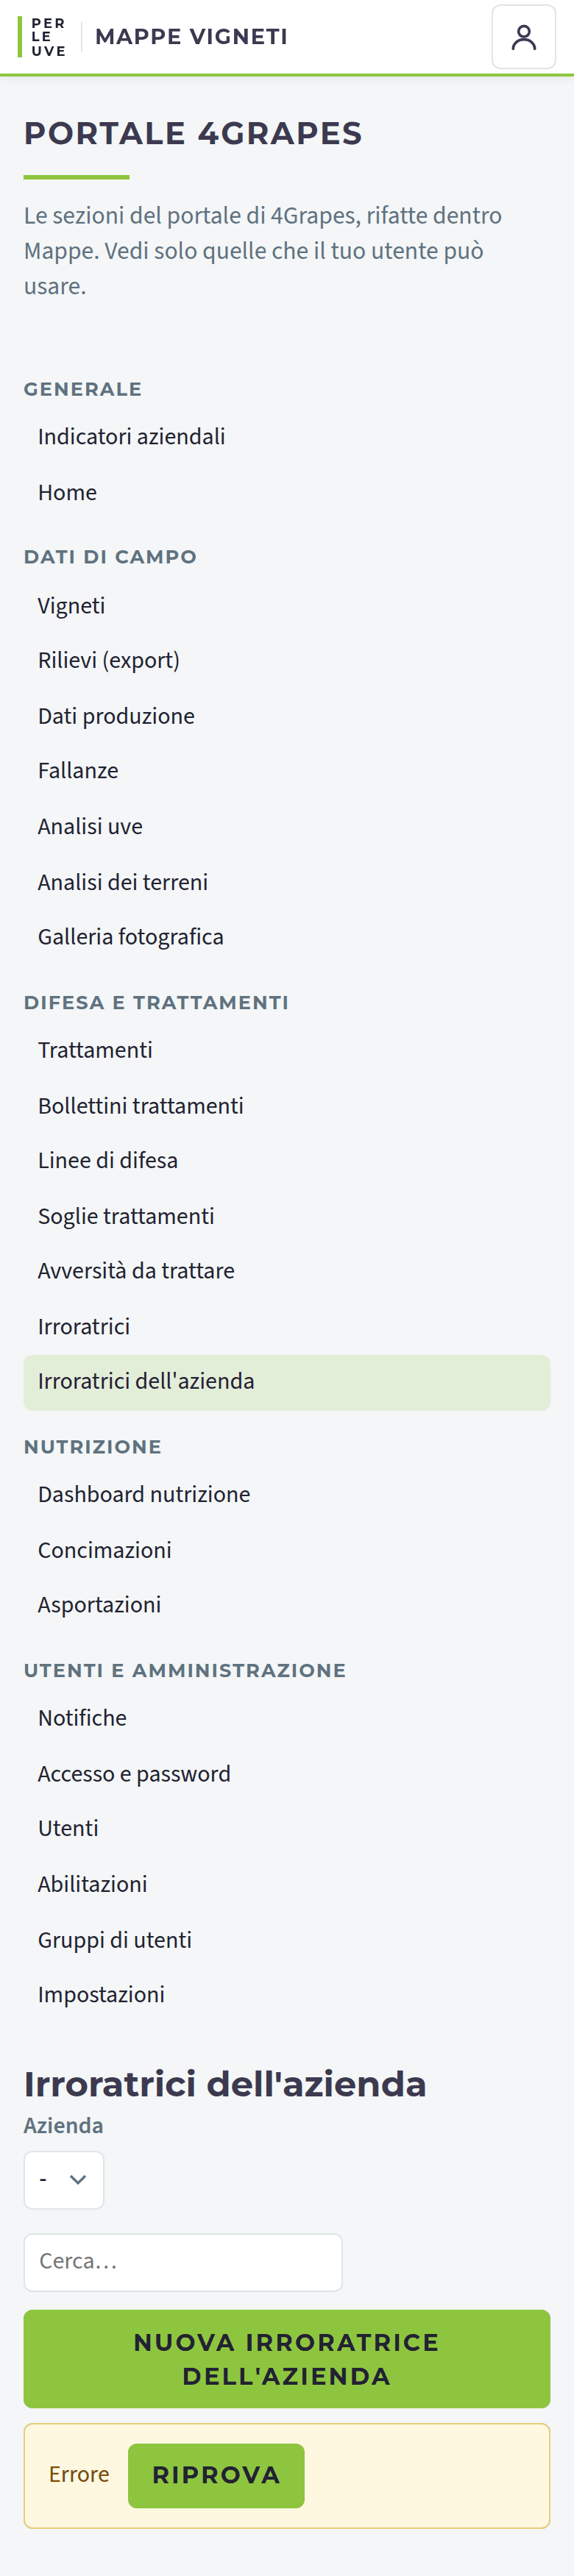 PER
LE
UVE
MAPPE VIGNETI
PORTALE 4GRAPES
Le sezioni del portale di 4Grapes, rifatte dentro
Mappe. Vedi solo quelle che il tuo utente può
usare.
GENERALE
Indicatori aziendali
Home
DATI DI CAMPO
Vigneti
Rilievi (export)
Dati produzione
Fallanze
Analisi uve
Analisi dei terreni
Galleria fotografica
DIFESA E TRATTAMENTI
Trattamenti
Bollettini trattamenti
Linee di difesa
Soglie trattamenti
Avversità da trattare
Irroratrici
Irroratrici dell'azienda
NUTRIZIONE
Dashboard nutrizione
Concimazioni
Asportazioni
UTENTI E AMMINISTRAZIONE
Notifiche
Accesso e password
Utenti
Abilitazioni
Gruppi di utenti
Impostazioni
Irroratrici dell'azienda
Azienda
-
Cerca...
NUOVA IRRORATRICE
DELL'AZIENDA
Errore RIPROVA